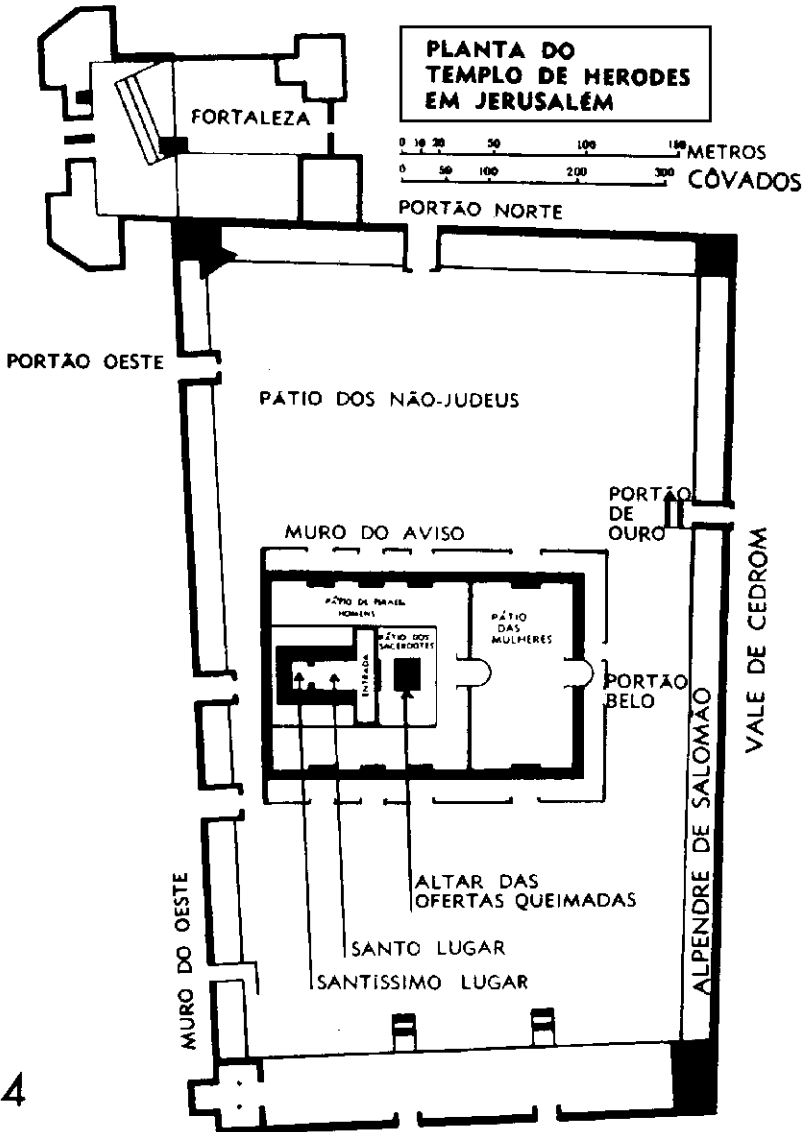 PLANTA DO
TEMPLO DE HERODES
EM JERUSALÉM
FORTALEZA
0 10 20 50 100 150 METROS
0 50 100 200 300 CÔVADOS
PORTÃO NORTE
PORTÃO OESTE
PÁTIO DOS NÃO-JUDEUS
PORTÃO
DE
OURO
MURO DO AVISO
VALE DE CEDROM
PÁTIO DE ISRAEL
HOMENS
PÁTIO DOS
SACERDOTES
PÁTIO
DAS
MULHERES
ENTRADA
PORTÃO
BELO
ALPENDRE DE SALOMÃO
ALTAR DAS
OFERTAS QUEIMADAS
SANTO LUGAR
SANTÍSSIMO LUGAR
MURO DO OESTE
4